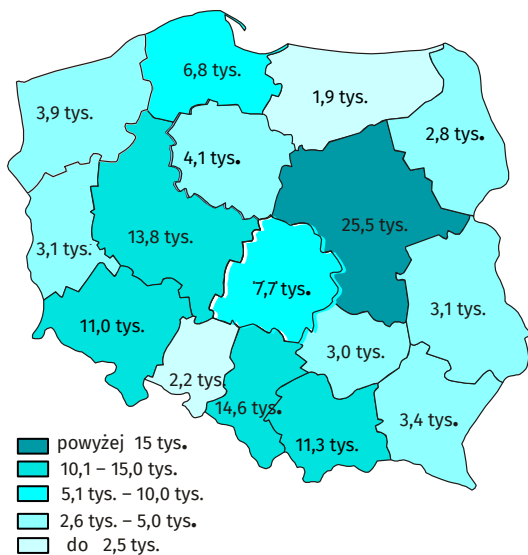 6,8 tys.
1,9 tys.
3,9 tys.
2,8 tys.
4,1 tys.
25,5 tys.
13,8 tys.
3,1 tys.
7,7 tys.
3,1 tys.
11,0 tys.
3,0 tys.
2,2 tys.
14,6 tys.
3,4 tys.
11,3 tys.
powyżej 15 tys.
10,1 – 15,0 tys.
5,1 tys. – 10,0 tys.
2,6 tys. – 5,0 tys.
do 2,5 tys.